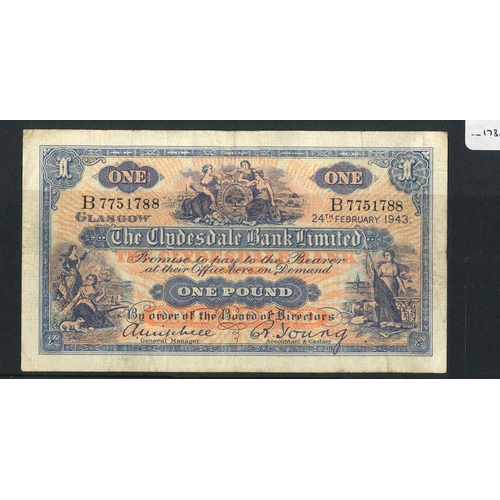 ONE ONE
B 7751788 B 7751788
GLASGOW 24TH FEBRUARY 1943.
The Clydesdale Bank Limited
Promise to pay to the Bearer
at their Office here on Demand
ONE POUND
By order of the Board of Directors
R Young
General Manager Accountant & Cashier